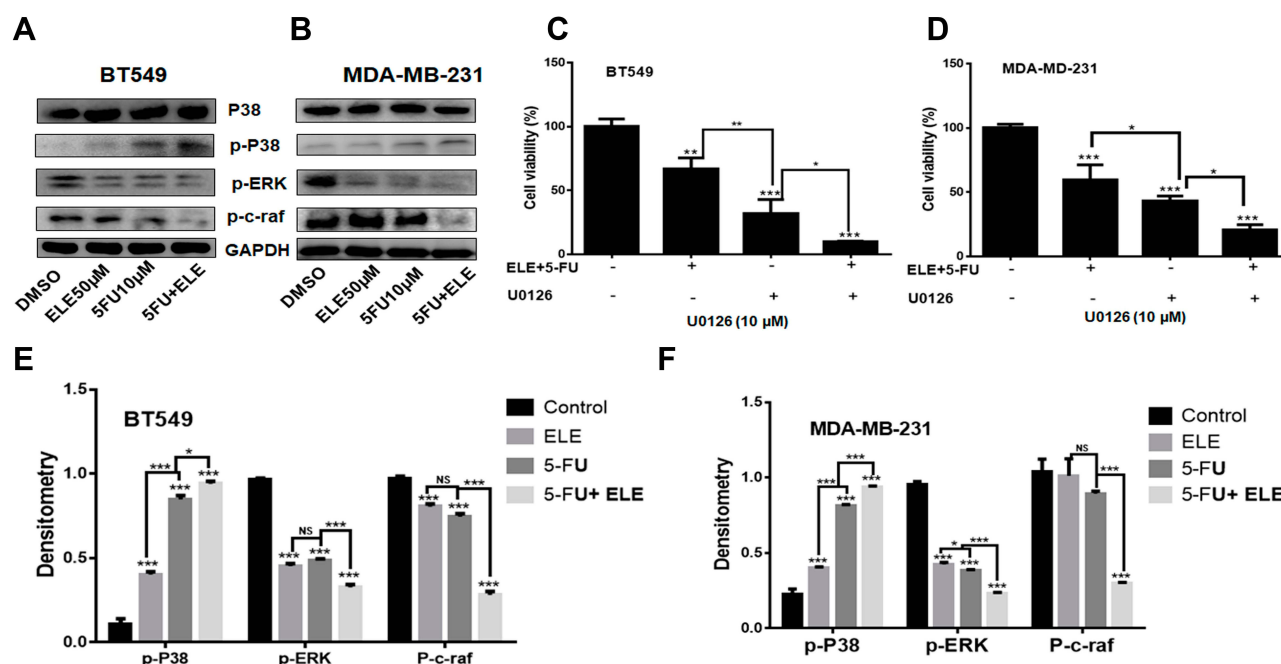 A
BT549
B
MDA-MB-231
P38
p-P38
p-ERK
p-c-raf
GAPDH
DMSO
ELE50µM
5FU10µM
5FU+ELE
DMSO
ELE50µM
5FU10µM
5FU+ELE
C
BT549
Cell viability (%)
150
100
50
0
**
***
***
**
*
ELE+5-FU - + - +
U0126 - - + +
U0126 (10 µM)
D
MDA-MD-231
Cell viability (%)
150
100
50
0
***
***
***
*
*
ELE+5-FU - + - +
U0126 - - + +
U0126 (10 µM)
E
BT549
Densitometry
1.5
1.0
0.5
0.0
*** *
*** ***
***
NS ***
*** *** ***
NS ***
*** *** ***
p-P38 p-ERK P-c-raf
Control
ELE
5-FU
5-FU+ ELE
F
MDA-MB-231
Densitometry
1.5
1.0
0.5
0.0
*** ***
*** ***
***
* ***
*** *** ***
NS ***
***
p-P38 p-ERK P-c-raf
Control
ELE
5-FU
5-FU+ ELE